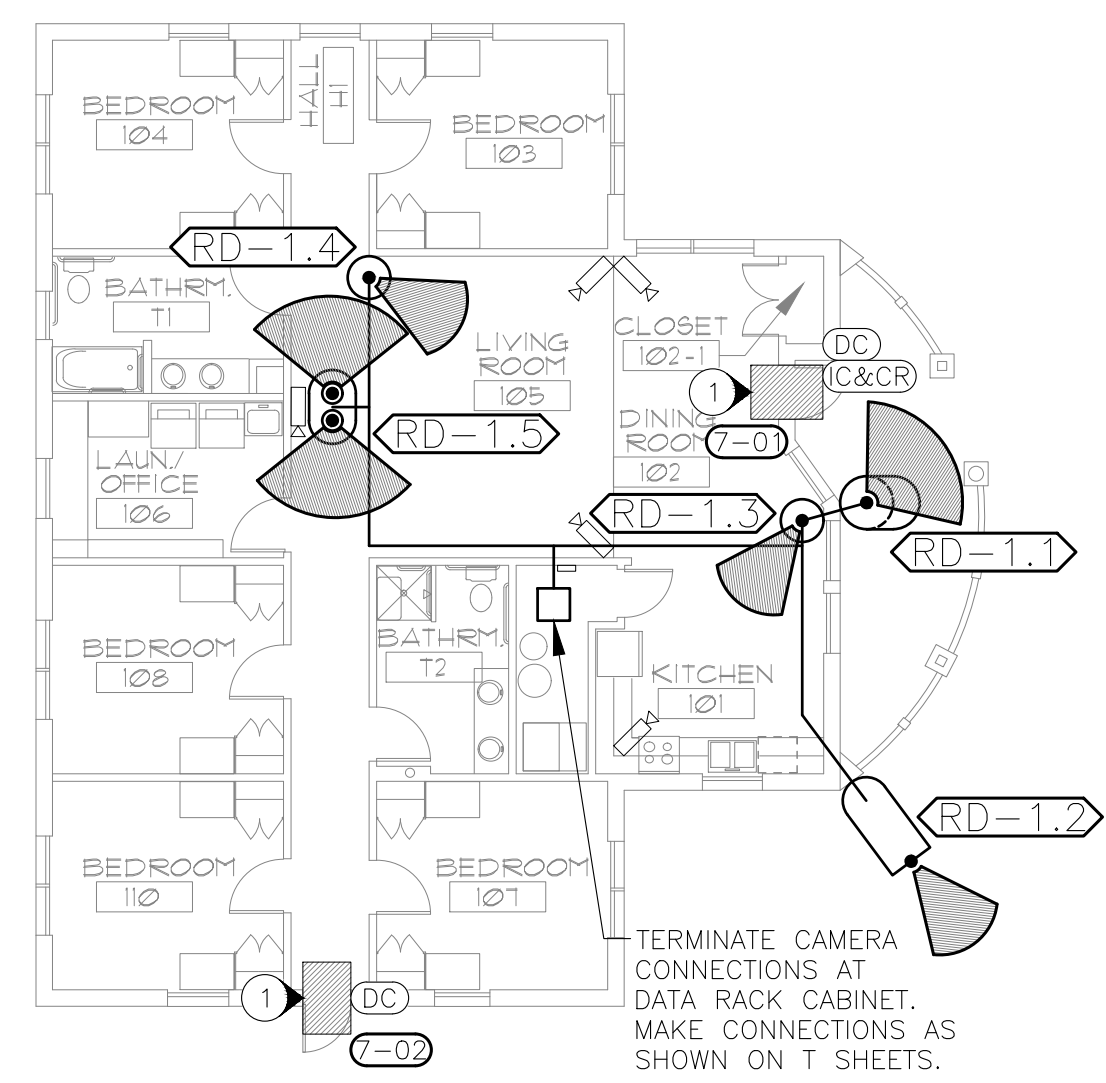 HALL
H1
BEDROOM
104
BEDROOM
103
RD-1.4
BATHRM.
T1
LIVING
ROOM
105
CLOSET
102-1
DC
IC&CR
1
DINING
ROOM
102
7-01
RD-1.5
LAUN./
OFFICE
106
RD-1.3
RD-1.1
BEDROOM
108
BATHRM.
T2
KITCHEN
101
RD-1.2
BEDROOM
110
BEDROOM
107
TERMINATE CAMERA
CONNECTIONS AT
DATA RACK CABINET.
MAKE CONNECTIONS AS
SHOWN ON T SHEETS.
1
DC
7-02